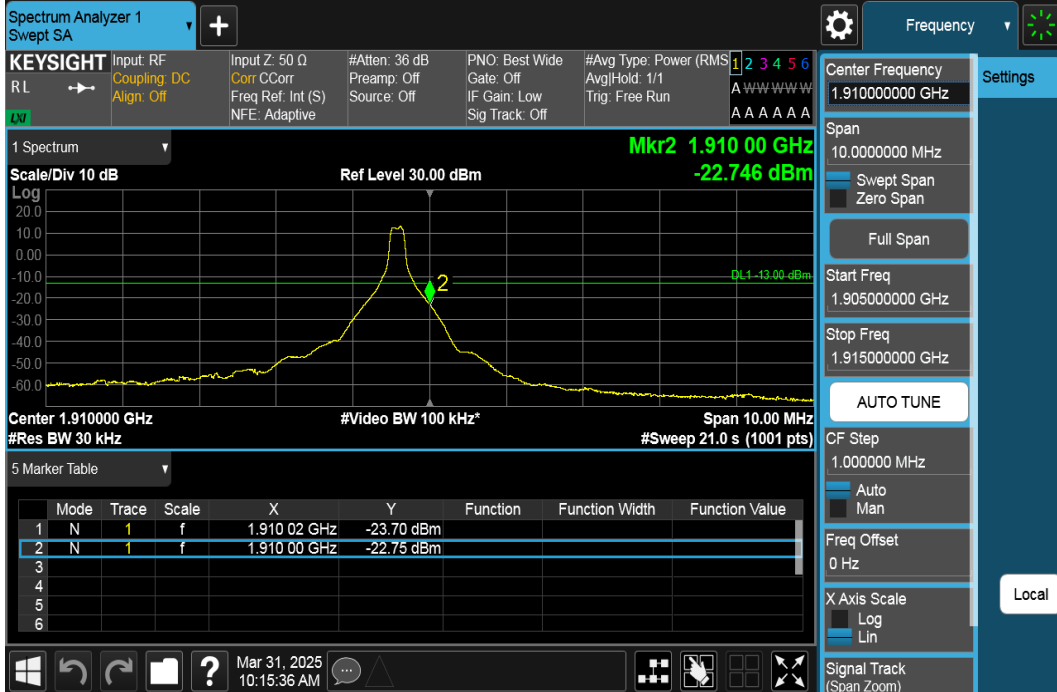 Spectrum Analyzer 1
Swept SA
+
Frequency
KEYSIGHT
R L
LXI
Input: RF
Coupling: DC
Align: Off
Input Z: 50 Ω
Corr CCorr
Freq Ref: Int (S)
NFE: Adaptive
#Atten: 36 dB
Preamp: Off
Source: Off
PNO: Best Wide
Gate: Off
IF Gain: Low
Sig Track: Off
#Avg Type: Power (RMS
Avg|Hold: 1/1
Trig: Free Run
1 2 3 4 5 6
A W W W W W
A A A A A A
1 Spectrum
Mkr2 1.910 00 GHz
-22.746 dBm
Scale/Div 10 dB
Ref Level 30.00 dBm
Log
20.0
10.0
0.00
-10.0
-20.0
-30.0
-40.0
-50.0
-60.0
DL1 -13.00 dBm
2
Center 1.910000 GHz
#Video BW 100 kHz*
Span 10.00 MHz
#Res BW 30 kHz
#Sweep 21.0 s (1001 pts)
5 Marker Table
Mode Trace Scale X Y Function Function Width Function Value
1 N 1 f 1.910 02 GHz -23.70 dBm
2 N 1 f 1.910 00 GHz -22.75 dBm
3
4
5
6
Mar 31, 2025
10:15:36 AM
?
Center Frequency
1.910000000 GHz
Settings
Span
10.0000000 MHz
Swept Span
Zero Span
Full Span
Start Freq
1.905000000 GHz
Stop Freq
1.915000000 GHz
AUTO TUNE
CF Step
1.000000 MHz
Auto
Man
Freq Offset
0 Hz
Local
X Axis Scale
Log
Lin
Signal Track
(Span Zoom)